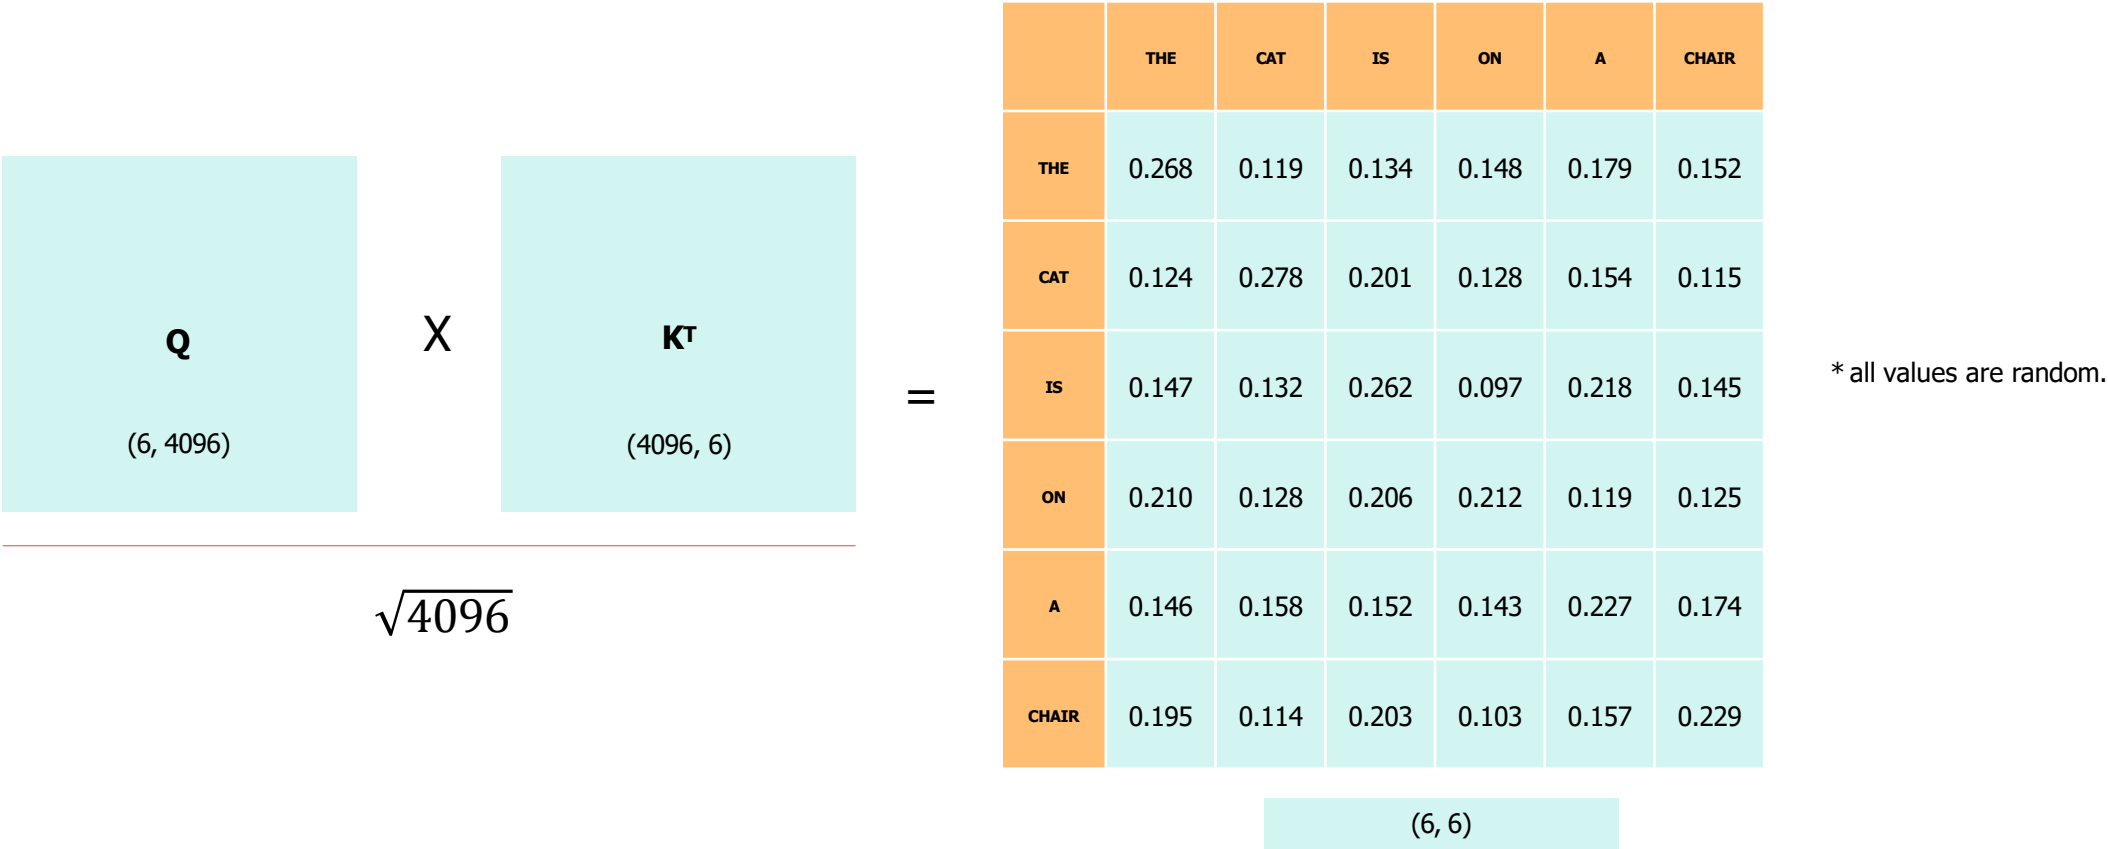 THE CAT IS ON A CHAIR
THE 0.268 0.119 0.134 0.148 0.179 0.152
CAT 0.124 0.278 0.201 0.128 0.154 0.115
IS 0.147 0.132 0.262 0.097 0.218 0.145
ON 0.210 0.128 0.206 0.212 0.119 0.125
A 0.146 0.158 0.152 0.143 0.227 0.174
CHAIR 0.195 0.114 0.203 0.103 0.157 0.229
(6, 6)
Q
(6, 4096)
X
Kᵀ
(4096, 6)
√4096
=
* all values are random.